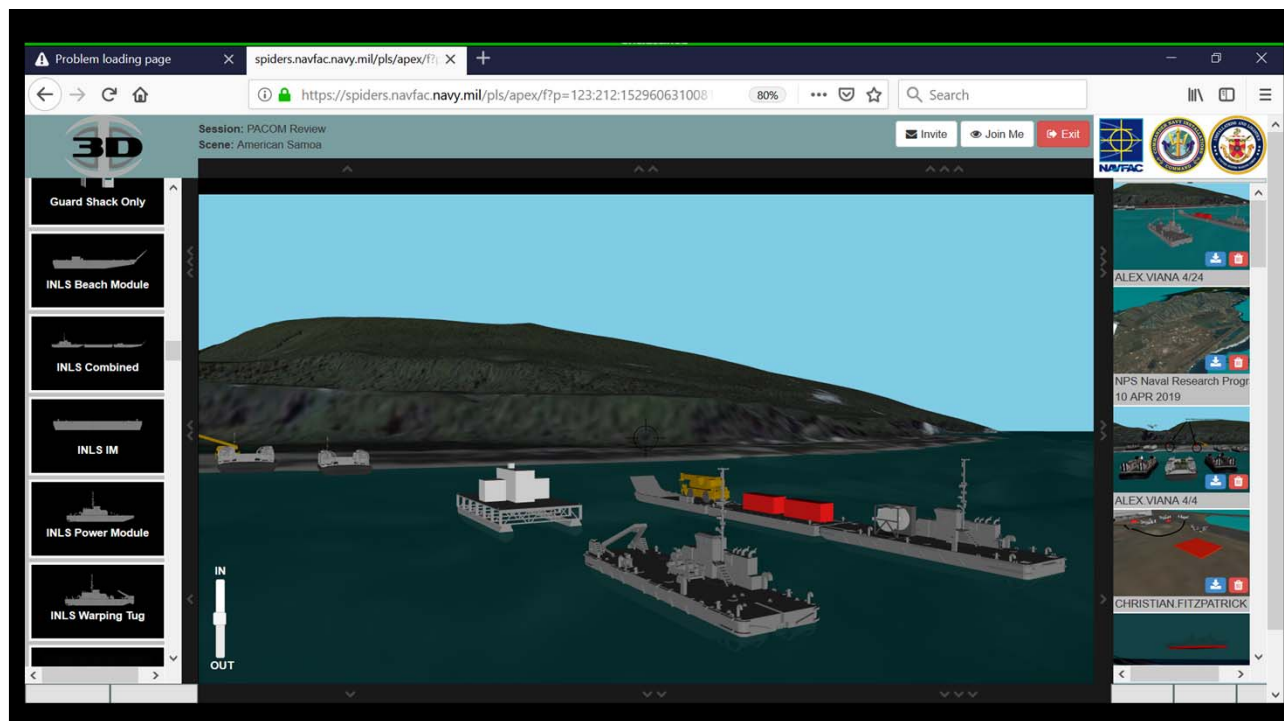 Problem loading page
spiders.navfac.navy.mil/pls/apex/f?
https://spiders.navfac.navy.mil/pls/apex/f?p=123:212:1529606310081
80%
Search
3D
Session: PACOM Review
Scene: American Samoa
Invite
Join Me
Exit
NAVFAC
Guard Shack Only
INLS Beach Module
INLS Combined
INLS IM
INLS Power Module
INLS Warping Tug
IN
OUT
ALEX.VIANA 4/24
NPS Naval Research Progr
10 APR 2019
ALEX.VIANA 4/4
CHRISTIAN.FITZPATRICK